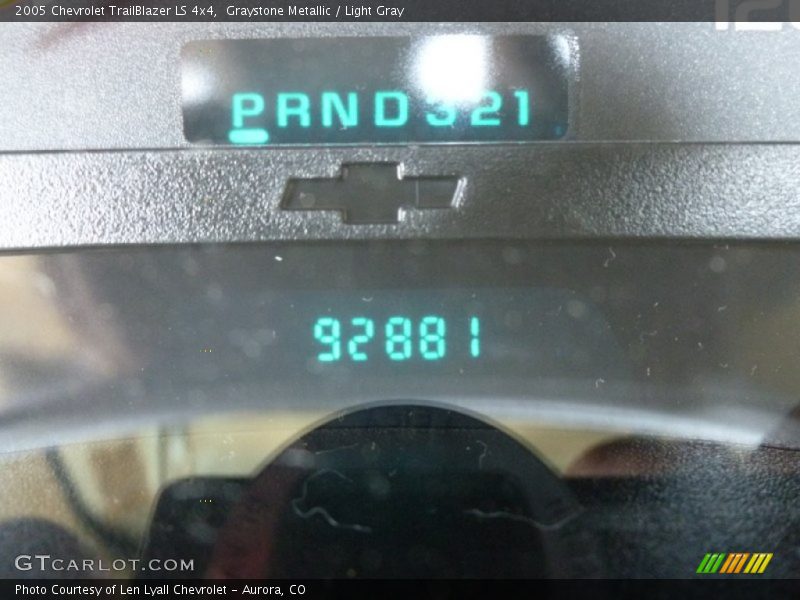 2005 Chevrolet TrailBlazer LS 4x4, Graystone Metallic / Light Gray
PRND321
92881
GTCARLOT.COM
Photo Courtesy of Len Lyall Chevrolet - Aurora, CO